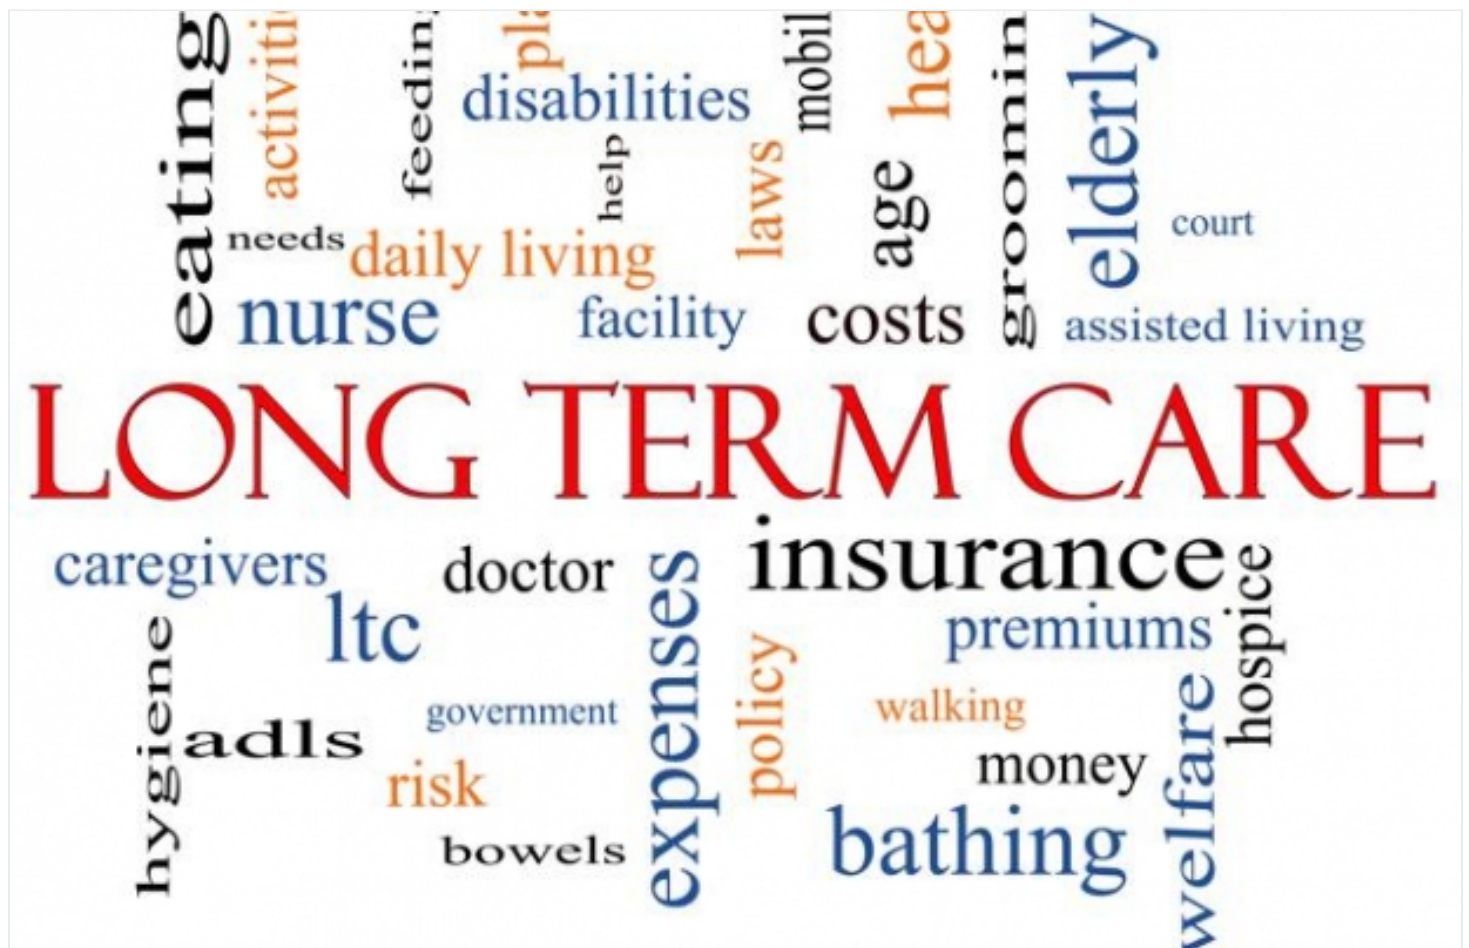 eating
activiti
feedin
pla
disabilities
help
mobil
laws
hea
age
groomin
elderly
court
needs
daily living
nurse
facility
costs
assisted living
LONG TERM CARE
caregivers
doctor
insurance
ltc
expenses
premiums
hospice
hygiene
policy
government
walking
adls
money
welfare
risk
bathing
bowels